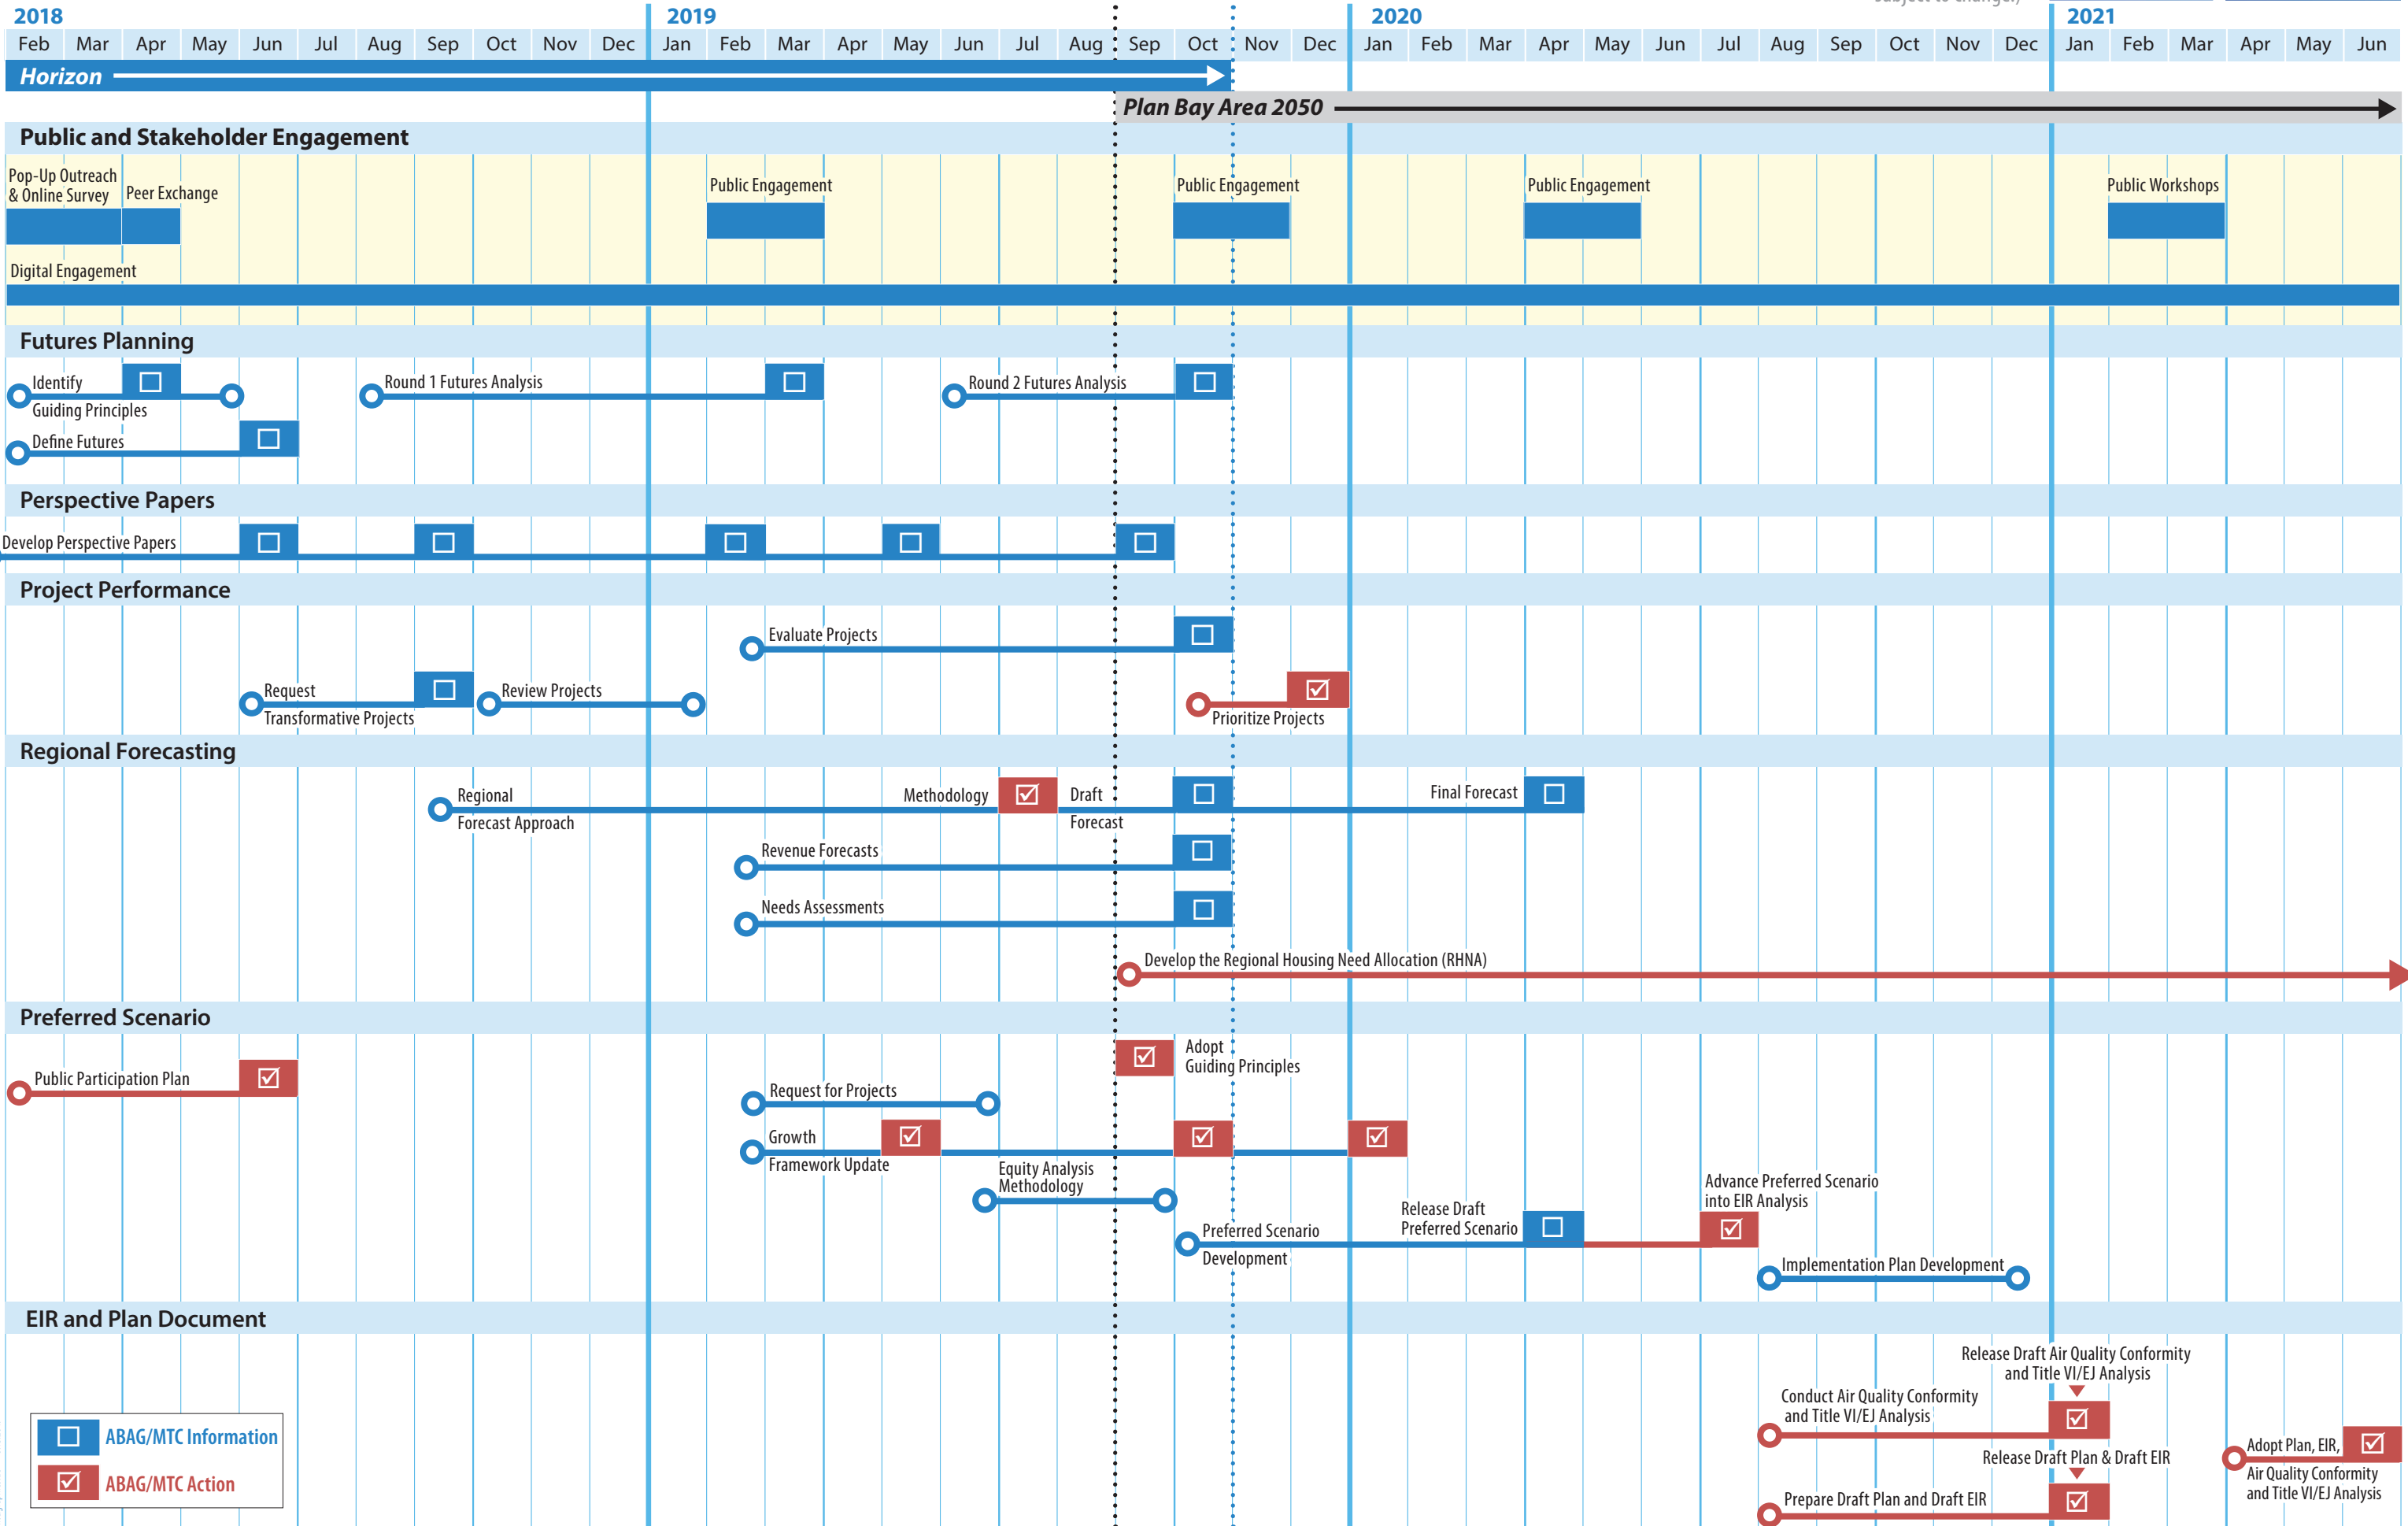 subject to change.)
2018 2019 2020 2021
Feb Mar Apr May Jun Jul Aug Sep Oct Nov Dec Jan Feb Mar Apr May Jun Jul Aug Sep Oct Nov Dec Jan Feb Mar Apr May Jun Jul Aug Sep Oct Nov Dec Jan Feb Mar Apr May Jun
Horizon
Plan Bay Area 2050
Public and Stakeholder Engagement
Pop-Up Outreach
& Online Survey
Peer Exchange
Public Engagement
Public Engagement
Public Engagement
Public Workshops
Digital Engagement
Futures Planning
Identify
Guiding Principles
Round 1 Futures Analysis
Round 2 Futures Analysis
Define Futures
Perspective Papers
Develop Perspective Papers
Project Performance
Evaluate Projects
Request
Transformative Projects
Review Projects
Prioritize Projects
Regional Forecasting
Regional
Forecast Approach
Methodology
Draft
Forecast
Final Forecast
Revenue Forecasts
Needs Assessments
Develop the Regional Housing Need Allocation (RHNA)
Preferred Scenario
Adopt
Guiding Principles
Public Participation Plan
Request for Projects
Growth
Framework Update
Equity Analysis
Methodology
Advance Preferred Scenario
into EIR Analysis
Release Draft
Preferred Scenario
Preferred Scenario
Development
Implementation Plan Development
EIR and Plan Document
Release Draft Air Quality Conformity
and Title VI/EJ Analysis
Conduct Air Quality Conformity
and Title VI/EJ Analysis
Release Draft Plan & Draft EIR
Adopt Plan, EIR,
Air Quality Conformity
and Title VI/EJ Analysis
Prepare Draft Plan and Draft EIR
ABAG/MTC Information
ABAG/MTC Action